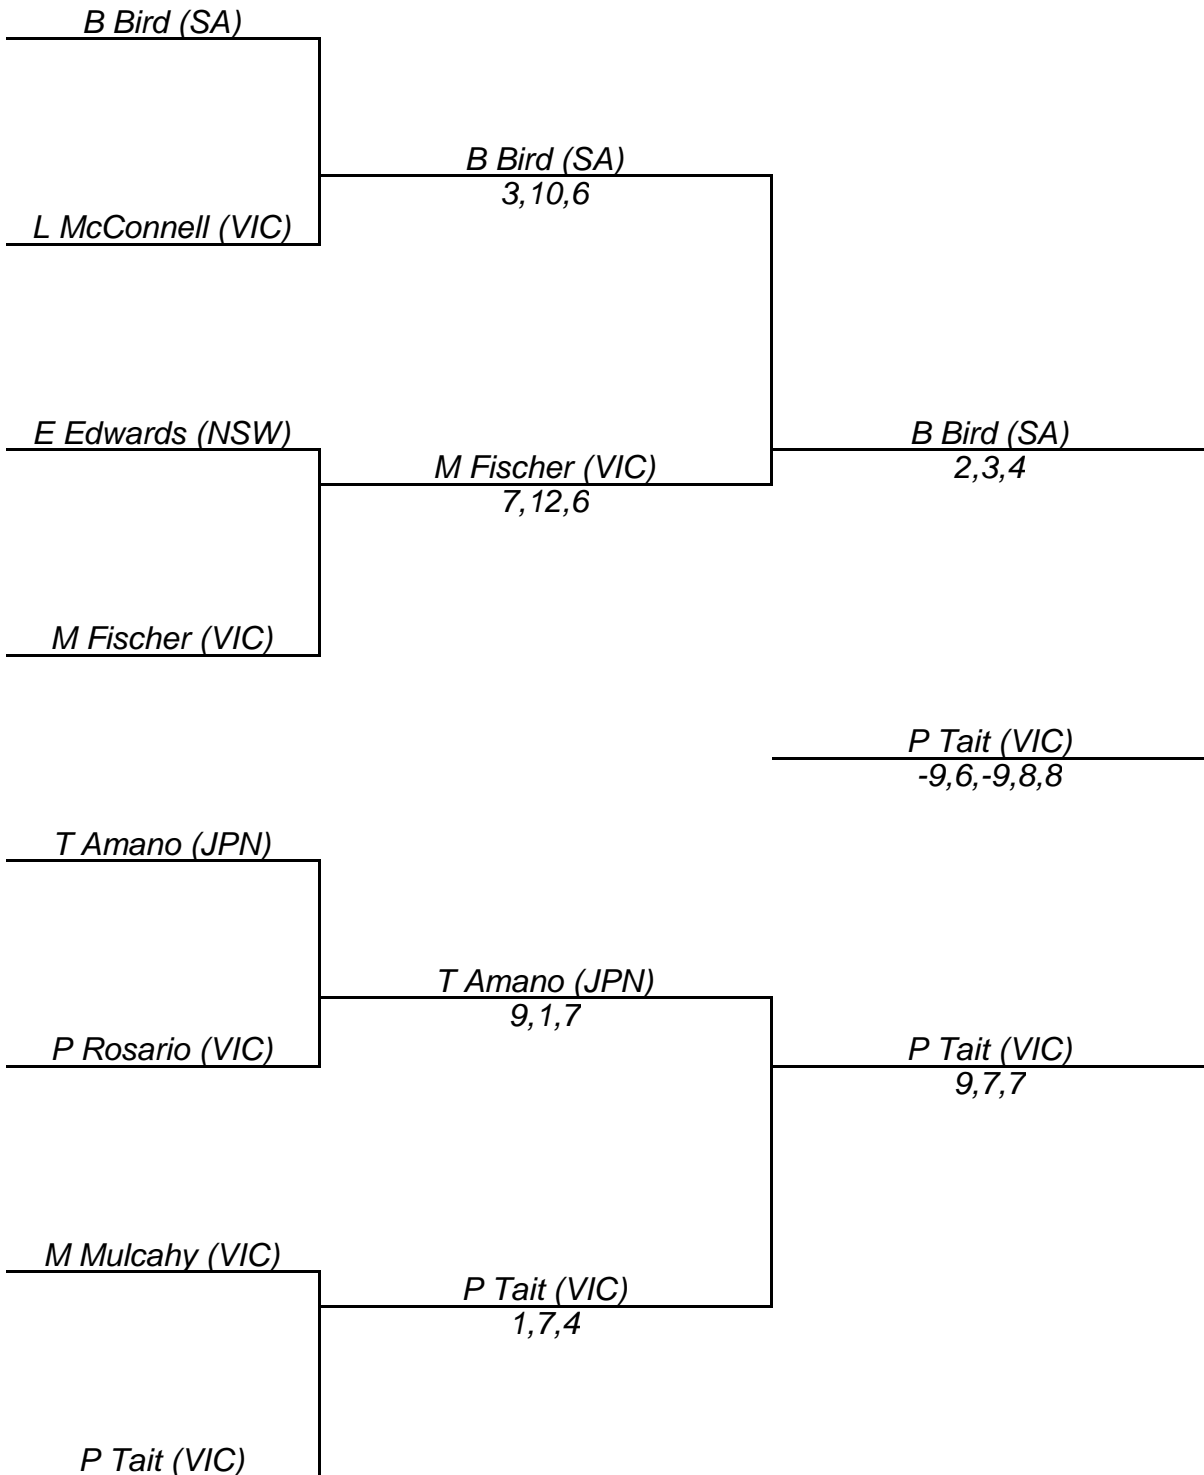 B Bird (SA)
B Bird (SA)
3,10,6
L McConnell (VIC)
E Edwards (NSW)
B Bird (SA)
2,3,4
M Fischer (VIC)
7,12,6
M Fischer (VIC)
P Tait (VIC)
-9,6,-9,8,8
T Amano (JPN)
T Amano (JPN)
9,1,7
P Rosario (VIC)
P Tait (VIC)
9,7,7
M Mulcahy (VIC)
P Tait (VIC)
1,7,4
P Tait (VIC)